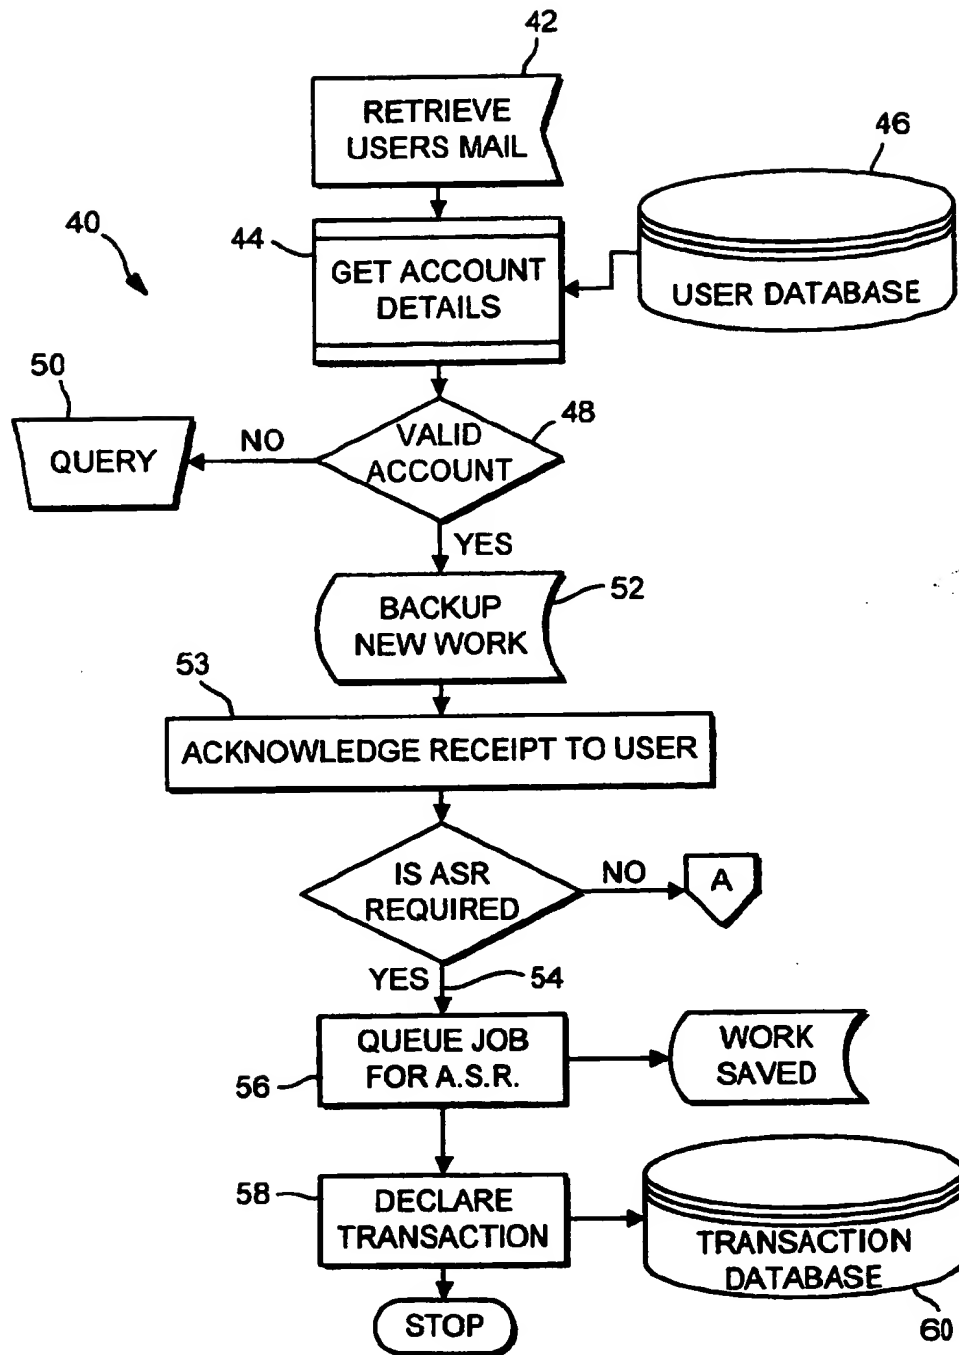 42
RETRIEVE
USERS MAIL
46
40
44
GET ACCOUNT
DETAILS
USER DATABASE
50
48
QUERY
NO
VALID
ACCOUNT
YES
BACKUP
NEW WORK
52
53
ACKNOWLEDGE RECEIPT TO USER
IS ASR
REQUIRED
NO
A
YES
54
QUEUE JOB
FOR A.S.R.
56
WORK
SAVED
58
DECLARE
TRANSACTION
TRANSACTION
DATABASE
STOP
60